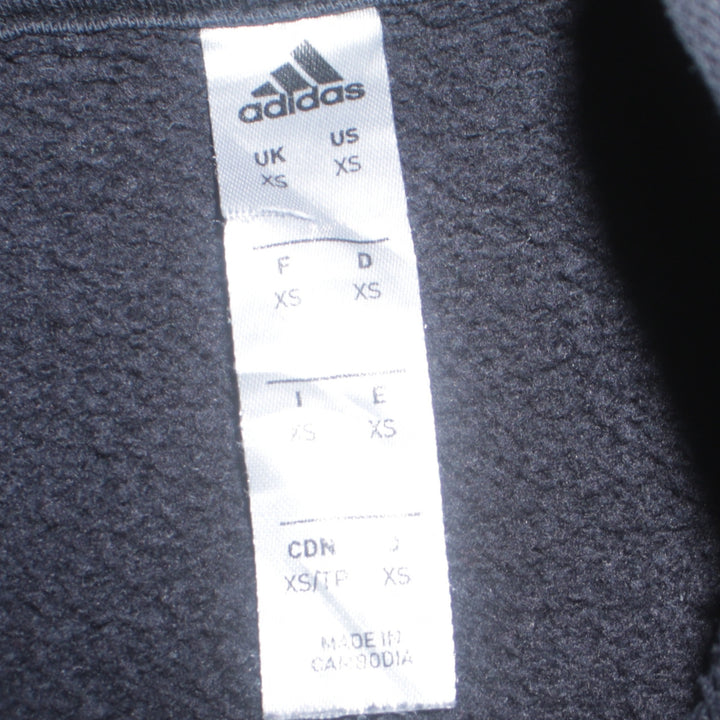 adidas
UK US
XS XS
F D
XS XS
I E
XS XS
CDN J
XS/TP XS
MADE IN
CAMBODIA